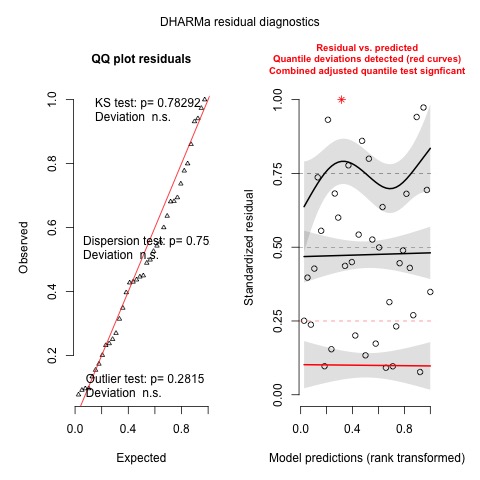 DHARMa residual diagnostics
QQ plot residuals
KS test: p= 0.78292
Deviation n.s.
Dispersion test: p= 0.75
Deviation n.s.
Outlier test: p= 0.2815
Deviation n.s.
Observed
0.2
0.4
0.6
0.8
1.0
0.0
0.4
0.8
Expected
Residual vs. predicted
Quantile deviations detected (red curves)
Combined adjusted quantile test signficant
Standardized residual
0.00
0.25
0.50
0.75
1.00
0.0
0.4
0.8
Model predictions (rank transformed)